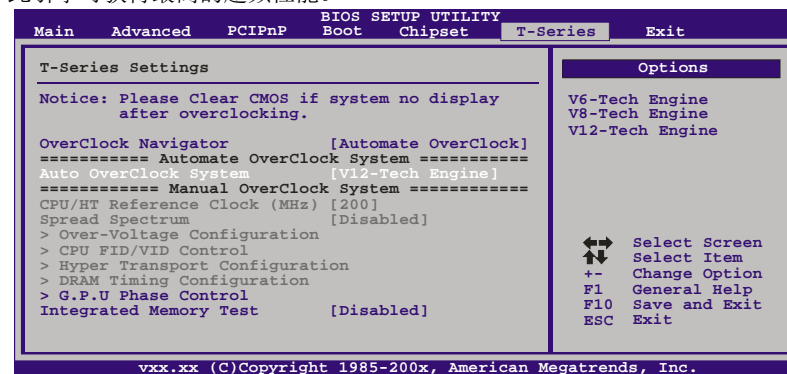 BIOS SETUP UTILITY
Main Advanced PCIPnP Boot Chipset T-Series Exit
T-Series Settings
Notice: Please Clear CMOS if system no display
after overclocking.
OverClock Navigator [Automate OverClock]
=========== Automate OverClock System ===========
Auto OverClock System [V12-Tech Engine]
============ Manual OverClock System ============
CPU/HT Reference Clock (MHz) [200]
Spread Spectrum [Disabled]
> Over-Voltage Configuration
> CPU FID/VID Control
> Hyper Transport Configuration
> DRAM Timing Configuration
> G.P.U Phase Control
Integrated Memory Test [Disabled]
Options
V6-Tech Engine
V8-Tech Engine
V12-Tech Engine
Select Screen
Select Item
+- Change Option
F1 General Help
F10 Save and Exit
ESC Exit
vxx.xx (C)Copyright 1985-200x, American Megatrends, Inc.